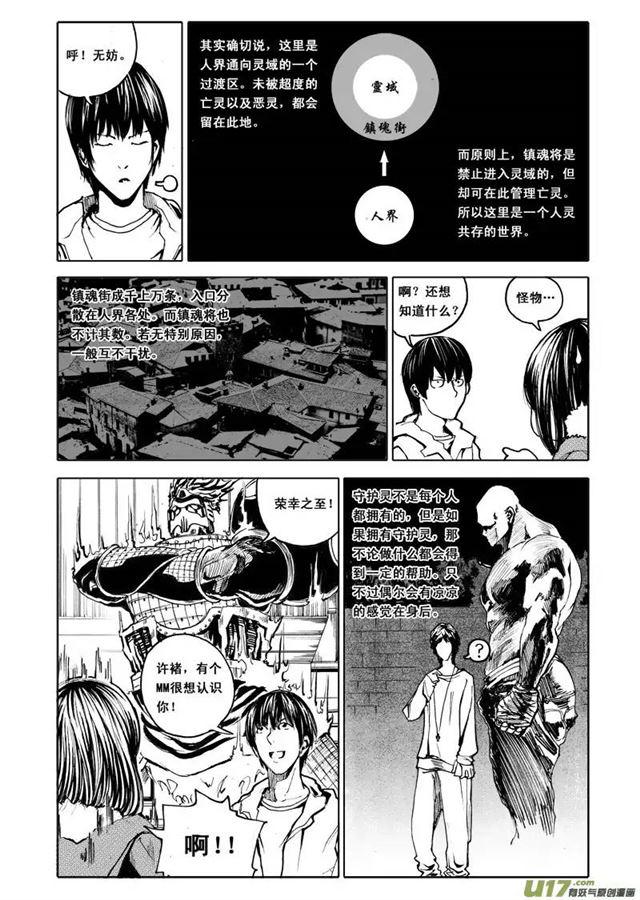 呼！无妨。
其实确切说，这里是
人界通向灵域的一个
过渡区。未被超度的
亡灵以及恶灵，都会
留在此地。
靈域
鎮魂街
人界
而原则上，镇魂将是
禁止进入灵域的，但
却可在此管理亡灵。
所以这里是一个人灵
共存的世界。
镇魂街成千上万条，入口分
散在人界各处，而镇魂将也
不计其数。若无特别原因，
一般互不干扰。
啊？还想
知道什么？
怪物…
荣幸之至！
许褚，有个
MM很想认识
你！
啊！！
守护灵不是每个人
都拥有的，但是如
果拥有守护灵，那
不论做什么都会得
到一定的帮助。只
不过偶尔会有凉凉
的感觉在身后。
?
U17.com
有妖气原创漫画